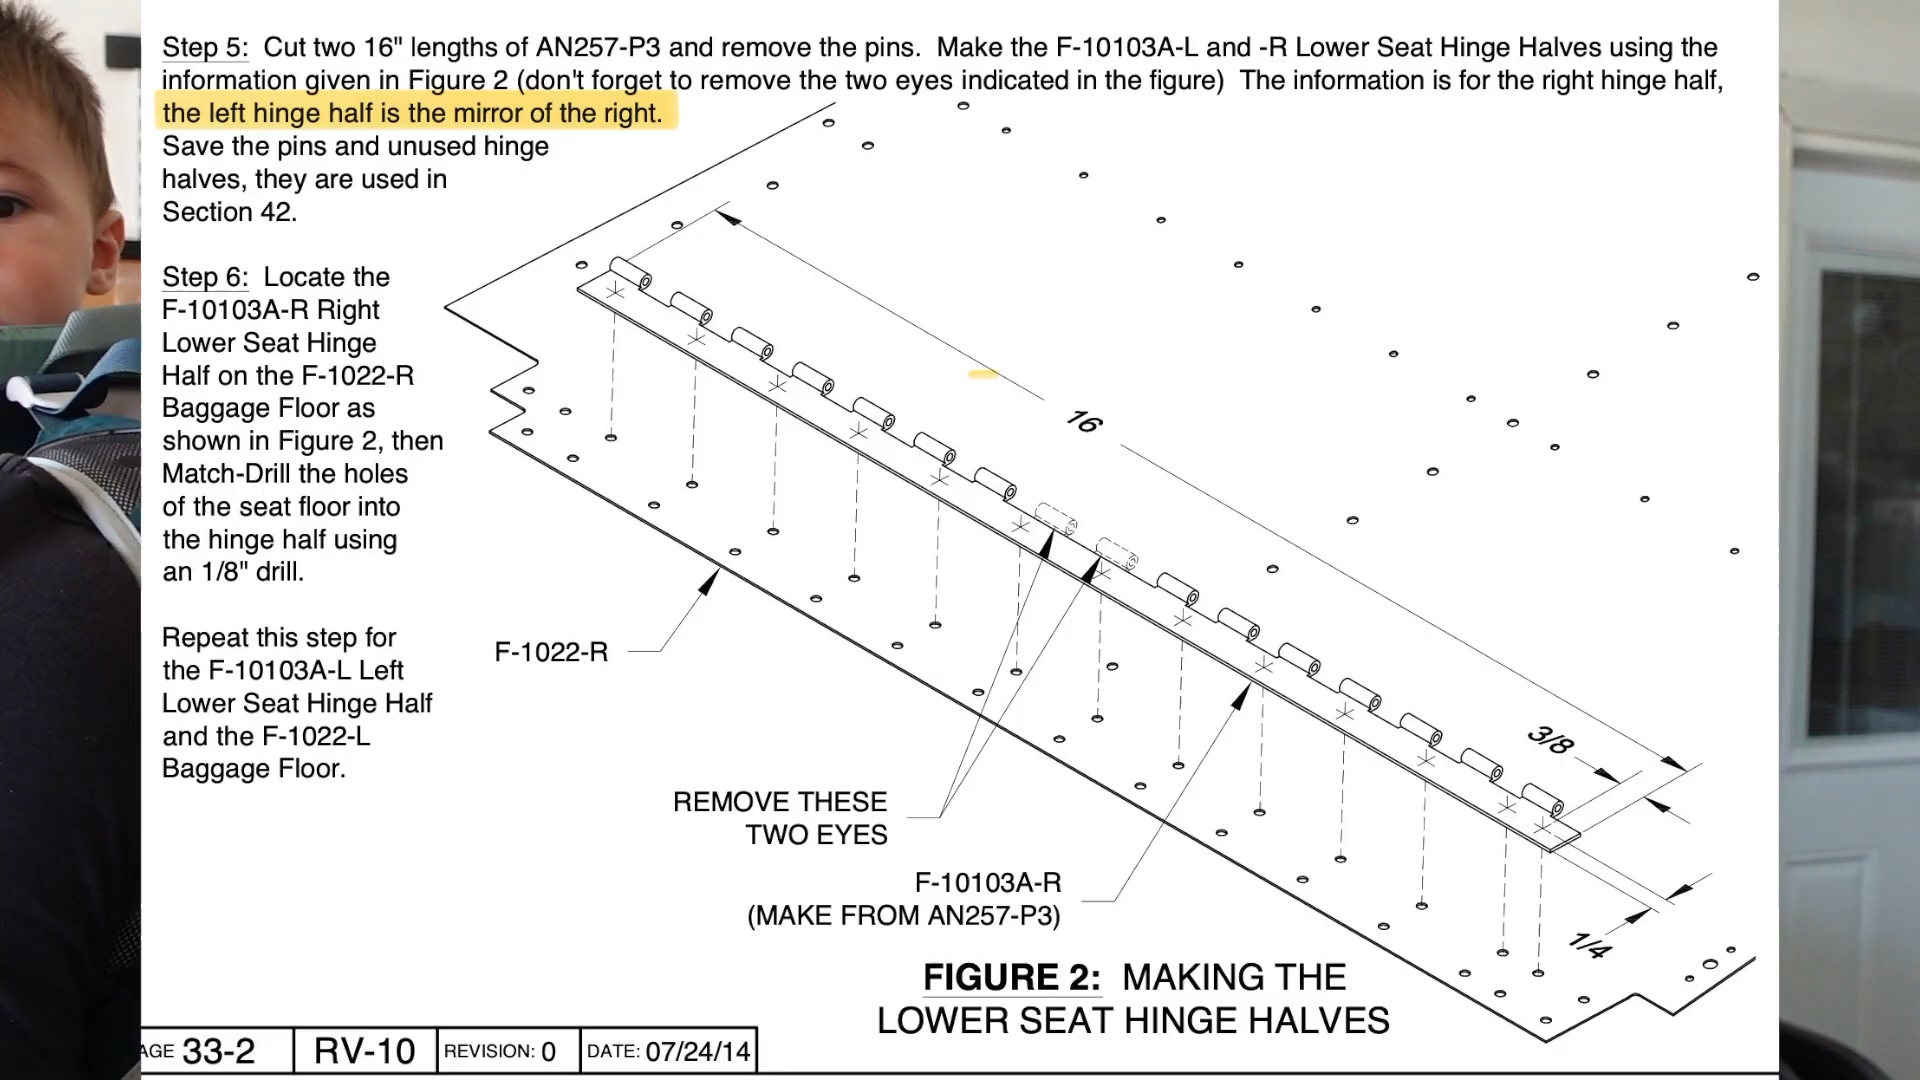 Step 5: Cut two 16" lengths of AN257-P3 and remove the pins. Make the F-10103A-L and -R Lower Seat Hinge Halves using the
information given in Figure 2 (don't forget to remove the two eyes indicated in the figure) The information is for the right hinge half,
the left hinge half is the mirror of the right.
Save the pins and unused hinge
halves, they are used in
Section 42.
Step 6: Locate the
F-10103A-R Right
Lower Seat Hinge
Half on the F-1022-R
Baggage Floor as
shown in Figure 2, then
Match-Drill the holes
of the seat floor into
the hinge half using
an 1/8" drill.
Repeat this step for
the F-10103A-L Left
Lower Seat Hinge Half
and the F-1022-L
Baggage Floor.
16
F-1022-R
3/8
REMOVE THESE
TWO EYES
F-10103A-R
(MAKE FROM AN257-P3)
1/4
FIGURE 2: MAKING THE
LOWER SEAT HINGE HALVES
AGE 33-2 RV-10 REVISION: 0 DATE: 07/24/14